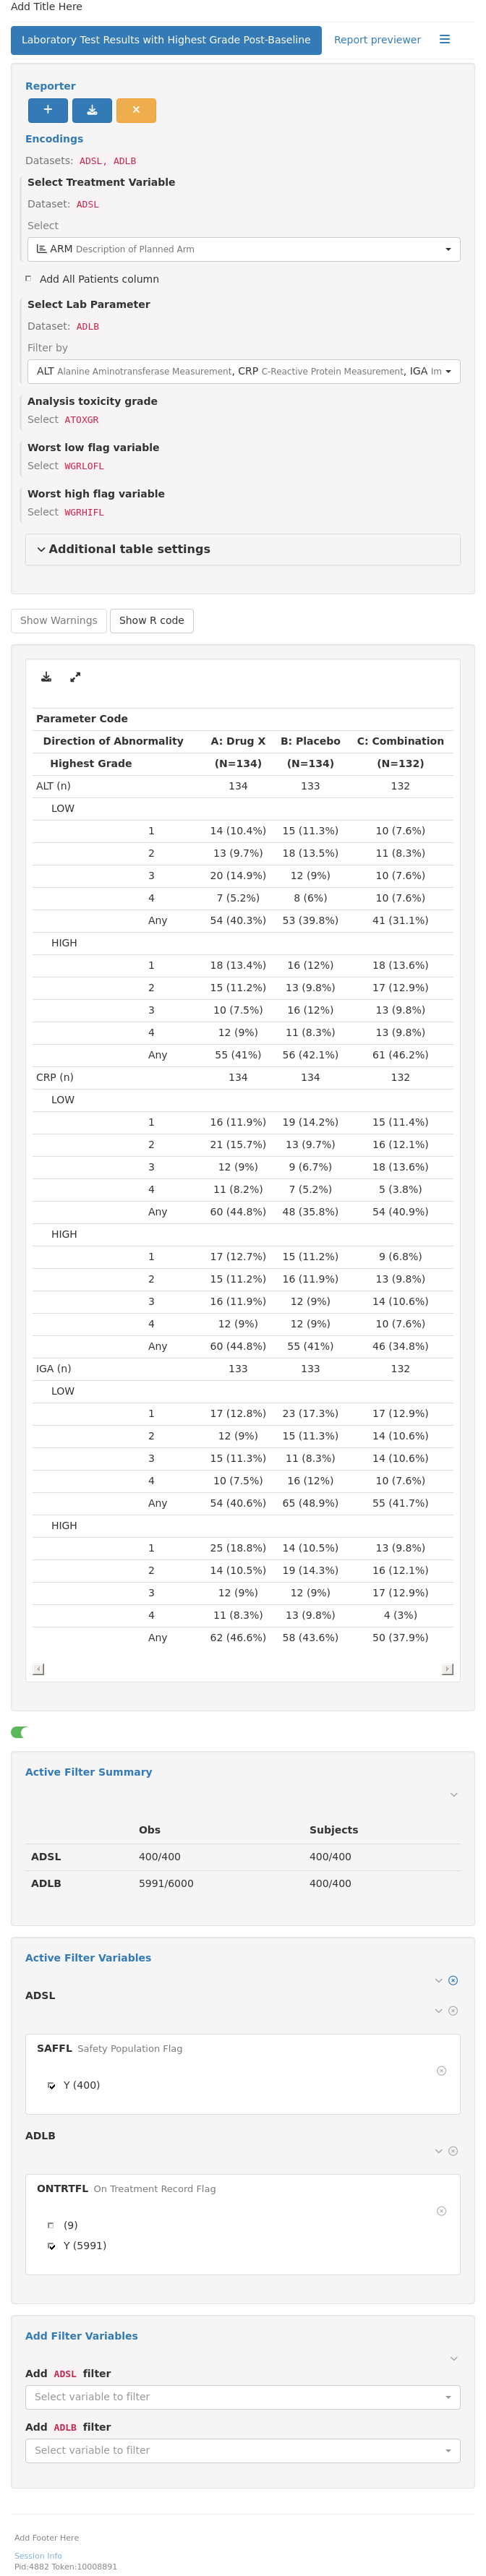 Add Title Here
Laboratory Test Results with Highest Grade Post-Baseline Report previewer
Reporter
Encodings
Datasets: ADSL, ADLB
Select Treatment Variable
Dataset: ADSL
Select
ARM Description of Planned Arm
Add All Patients column
Select Lab Parameter
Dataset: ADLB
Filter by
ALT Alanine Aminotransferase Measurement, CRP C-Reactive Protein Measurement, IGA Im
Analysis toxicity grade
Select ATOXGR
Worst low flag variable
Select WGRLOFL
Worst high flag variable
Select WGRHIFL
Additional table settings
Show Warnings Show R code
Parameter Code
Direction of Abnormality A: Drug X B: Placebo C: Combination
Highest Grade (N=134) (N=134) (N=132)
ALT (n) 134 133 132
LOW
1 14 (10.4%) 15 (11.3%) 10 (7.6%)
2 13 (9.7%) 18 (13.5%) 11 (8.3%)
3 20 (14.9%) 12 (9%) 10 (7.6%)
4 7 (5.2%) 8 (6%) 10 (7.6%)
Any 54 (40.3%) 53 (39.8%) 41 (31.1%)
HIGH
1 18 (13.4%) 16 (12%) 18 (13.6%)
2 15 (11.2%) 13 (9.8%) 17 (12.9%)
3 10 (7.5%) 16 (12%) 13 (9.8%)
4 12 (9%) 11 (8.3%) 13 (9.8%)
Any 55 (41%) 56 (42.1%) 61 (46.2%)
CRP (n) 134 134 132
LOW
1 16 (11.9%) 19 (14.2%) 15 (11.4%)
2 21 (15.7%) 13 (9.7%) 16 (12.1%)
3 12 (9%) 9 (6.7%) 18 (13.6%)
4 11 (8.2%) 7 (5.2%) 5 (3.8%)
Any 60 (44.8%) 48 (35.8%) 54 (40.9%)
HIGH
1 17 (12.7%) 15 (11.2%) 9 (6.8%)
2 15 (11.2%) 16 (11.9%) 13 (9.8%)
3 16 (11.9%) 12 (9%) 14 (10.6%)
4 12 (9%) 12 (9%) 10 (7.6%)
Any 60 (44.8%) 55 (41%) 46 (34.8%)
IGA (n) 133 133 132
LOW
1 17 (12.8%) 23 (17.3%) 17 (12.9%)
2 12 (9%) 15 (11.3%) 14 (10.6%)
3 15 (11.3%) 11 (8.3%) 14 (10.6%)
4 10 (7.5%) 16 (12%) 10 (7.6%)
Any 54 (40.6%) 65 (48.9%) 55 (41.7%)
HIGH
1 25 (18.8%) 14 (10.5%) 13 (9.8%)
2 14 (10.5%) 19 (14.3%) 16 (12.1%)
3 12 (9%) 12 (9%) 17 (12.9%)
4 11 (8.3%) 13 (9.8%) 4 (3%)
Any 62 (46.6%) 58 (43.6%) 50 (37.9%)
Active Filter Summary
Obs Subjects
ADSL 400/400 400/400
ADLB 5991/6000 400/400
Active Filter Variables
ADSL
SAFFL Safety Population Flag
Y (400)
ADLB
ONTRTFL On Treatment Record Flag
(9)
Y (5991)
Add Filter Variables
Add ADSL filter
Select variable to filter
Add ADLB filter
Select variable to filter
Add Footer Here
Session Info
Pid:4882 Token:10008891